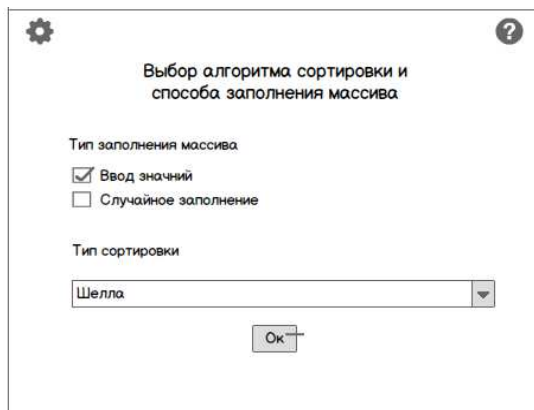 ?
Выбор алгоритма сортировки и
способа заполнения массива
Тип заполнения массива
Ввод значний
Случайное заполнение
Тип сортировки
Шелла
Ок